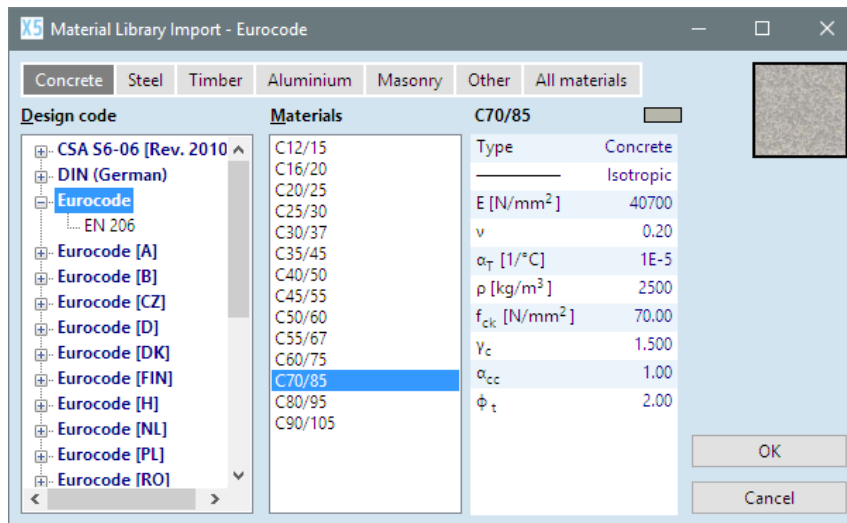 X5 Material Library Import - Eurocode
Concrete Steel Timber Aluminium Masonry Other All materials
Design code
CSA S6-06 [Rev. 2010
DIN (German)
Eurocode
EN 206
Eurocode [A]
Eurocode [B]
Eurocode [CZ]
Eurocode [D]
Eurocode [DK]
Eurocode [FIN]
Eurocode [H]
Eurocode [NL]
Eurocode [PL]
Eurocode [RO]
Materials
C12/15
C16/20
C20/25
C25/30
C30/37
C35/45
C40/50
C45/55
C50/60
C55/67
C60/75
C70/85
C80/95
C90/105
C70/85
Type Concrete
Isotropic
E [N/mm²] 40700
ν 0.20
α_T [1/°C] 1E-5
ρ [kg/m³] 2500
f_ck [N/mm²] 70.00
γ_c 1.500
α_cc 1.00
ϕ_t 2.00
OK
Cancel